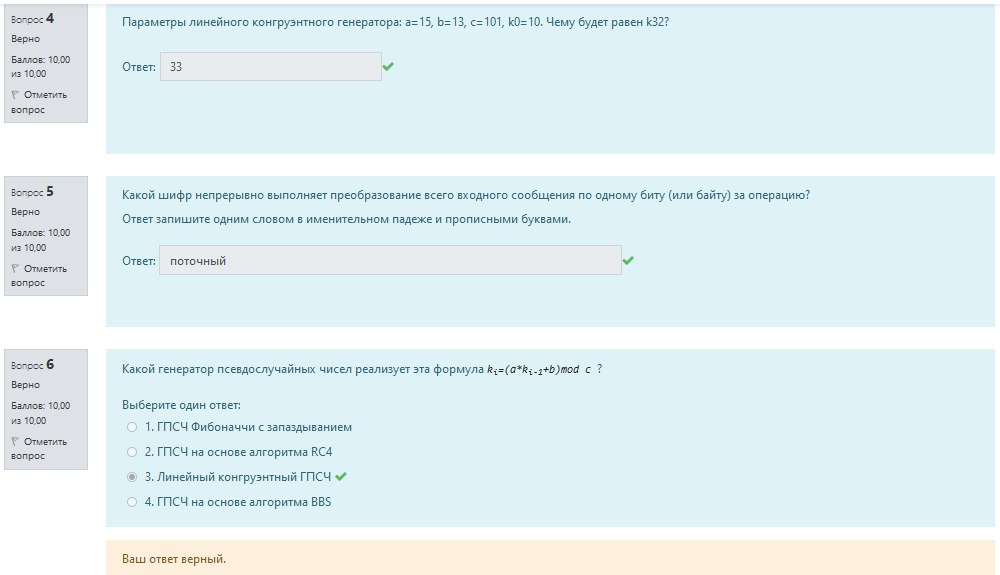 Вопрос 4
Верно
Баллов: 10,00
из 10,00
Отметить
вопрос
Параметры линейного конгруэнтного генератора: a=15, b=13, c=101, k0=10. Чему будет равен k32?
Ответ: 33
Вопрос 5
Верно
Баллов: 10,00
из 10,00
Отметить
вопрос
Какой шифр непрерывно выполняет преобразование всего входного сообщения по одному биту (или байту) за операцию?
Ответ запишите одним словом в именительном падеже и прописными буквами.
Ответ: поточный
Вопрос 6
Верно
Баллов: 10,00
из 10,00
Отметить
вопрос
Какой генератор псевдослучайных чисел реализует эта формула kᵢ=(a*kᵢ₋₁+b)mod c ?
Выберите один ответ:
1. ГПСЧ Фибоначчи с запаздыванием
2. ГПСЧ на основе алгоритма RC4
3. Линейный конгруэнтный ГПСЧ
4. ГПСЧ на основе алгоритма BBS
Ваш ответ верный.